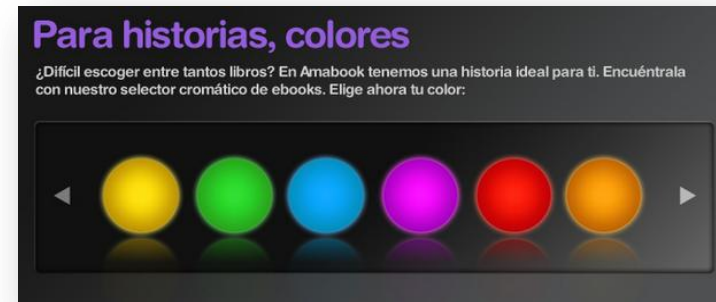 Para historias, colores
¿Difícil escoger entre tantos libros? En Amabook tenemos una historia ideal para ti. Encuéntrala
con nuestro selector cromático de ebooks. Elige ahora tu color: